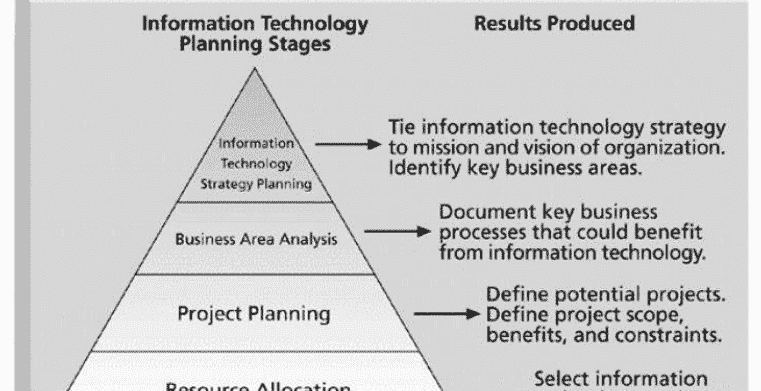 Information Technology
Planning Stages
Results Produced
Information
Technology
Strategy Planning
Tie information technology strategy
to mission and vision of organization.
Identify key business areas.
Business Area Analysis
Document key business
processes that could benefit
from information technology.
Project Planning
Define potential projects.
Define project scope,
benefits, and constraints.
Resource Allocation
Select information